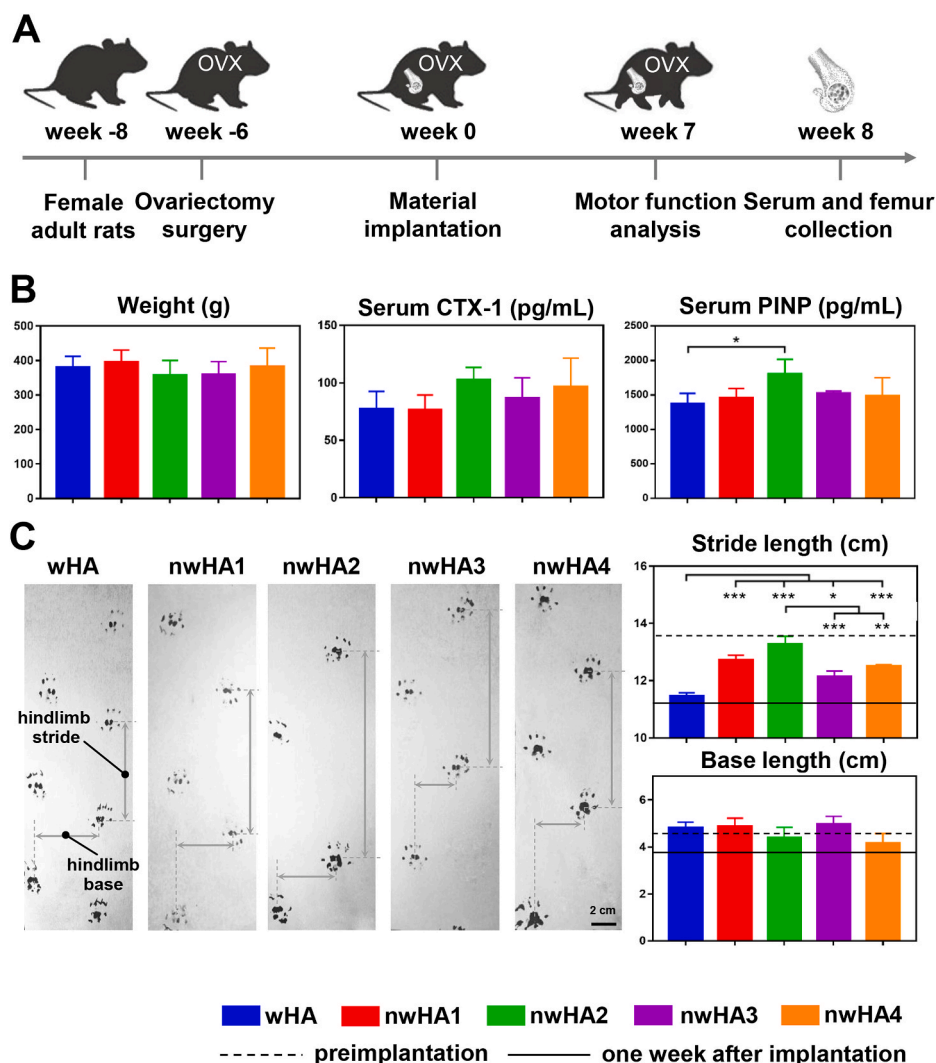 A
OVX
OVX
OVX
week -8
week -6
week 0
week 7
week 8
Female
adult rats
Ovariectomy
surgery
Material
implantation
Motor function
analysis
Serum and femur
collection
B
Weight (g)
500
400
300
200
100
0
Serum CTX-1 (pg/mL)
150
100
50
0
Serum PINP (pg/mL)
2500
2000
1500
1000
500
0
*
C
wHA
nwHA1
nwHA2
nwHA3
nwHA4
hindlimb
stride
hindlimb
base
2 cm
Stride length (cm)
16
14
12
10
*** *** * ***
*** **
Base length (cm)
6
4
2
0
wHA
nwHA1
nwHA2
nwHA3
nwHA4
preimplantation
one week after implantation